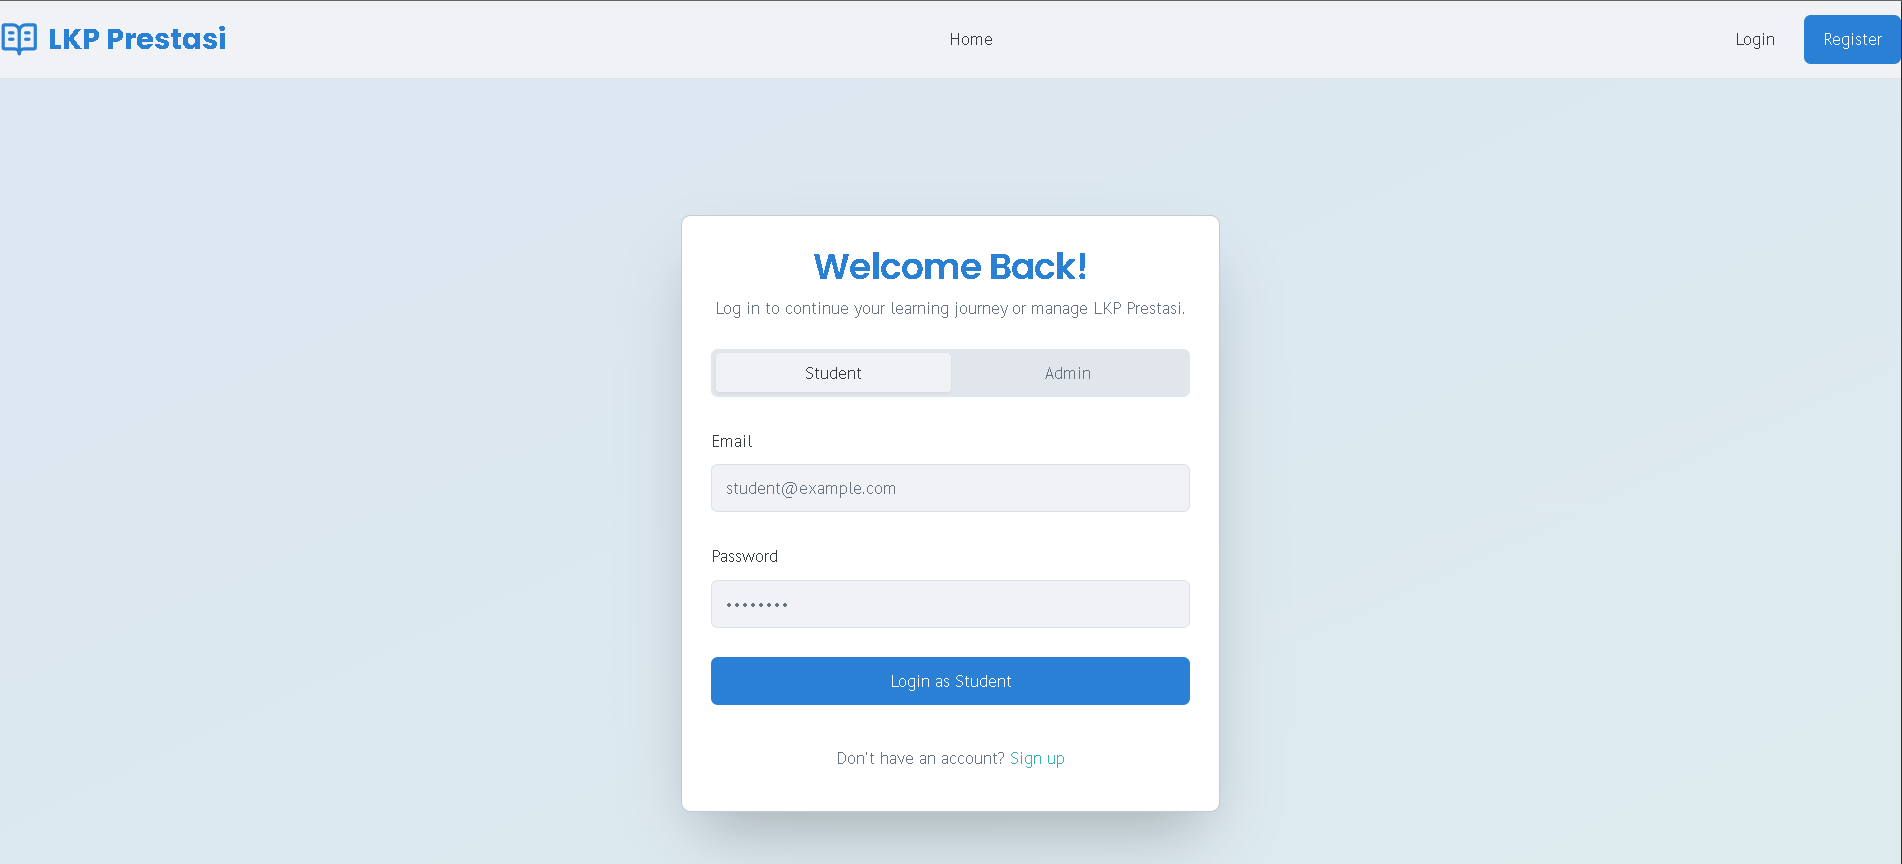 LKP Prestasi
Home
Login
Register
Welcome Back!
Log in to continue your learning journey or manage LKP Prestasi.
Student
Admin
Email
student@example.com
Password
••••••••
Login as Student
Don't have an account? Sign up